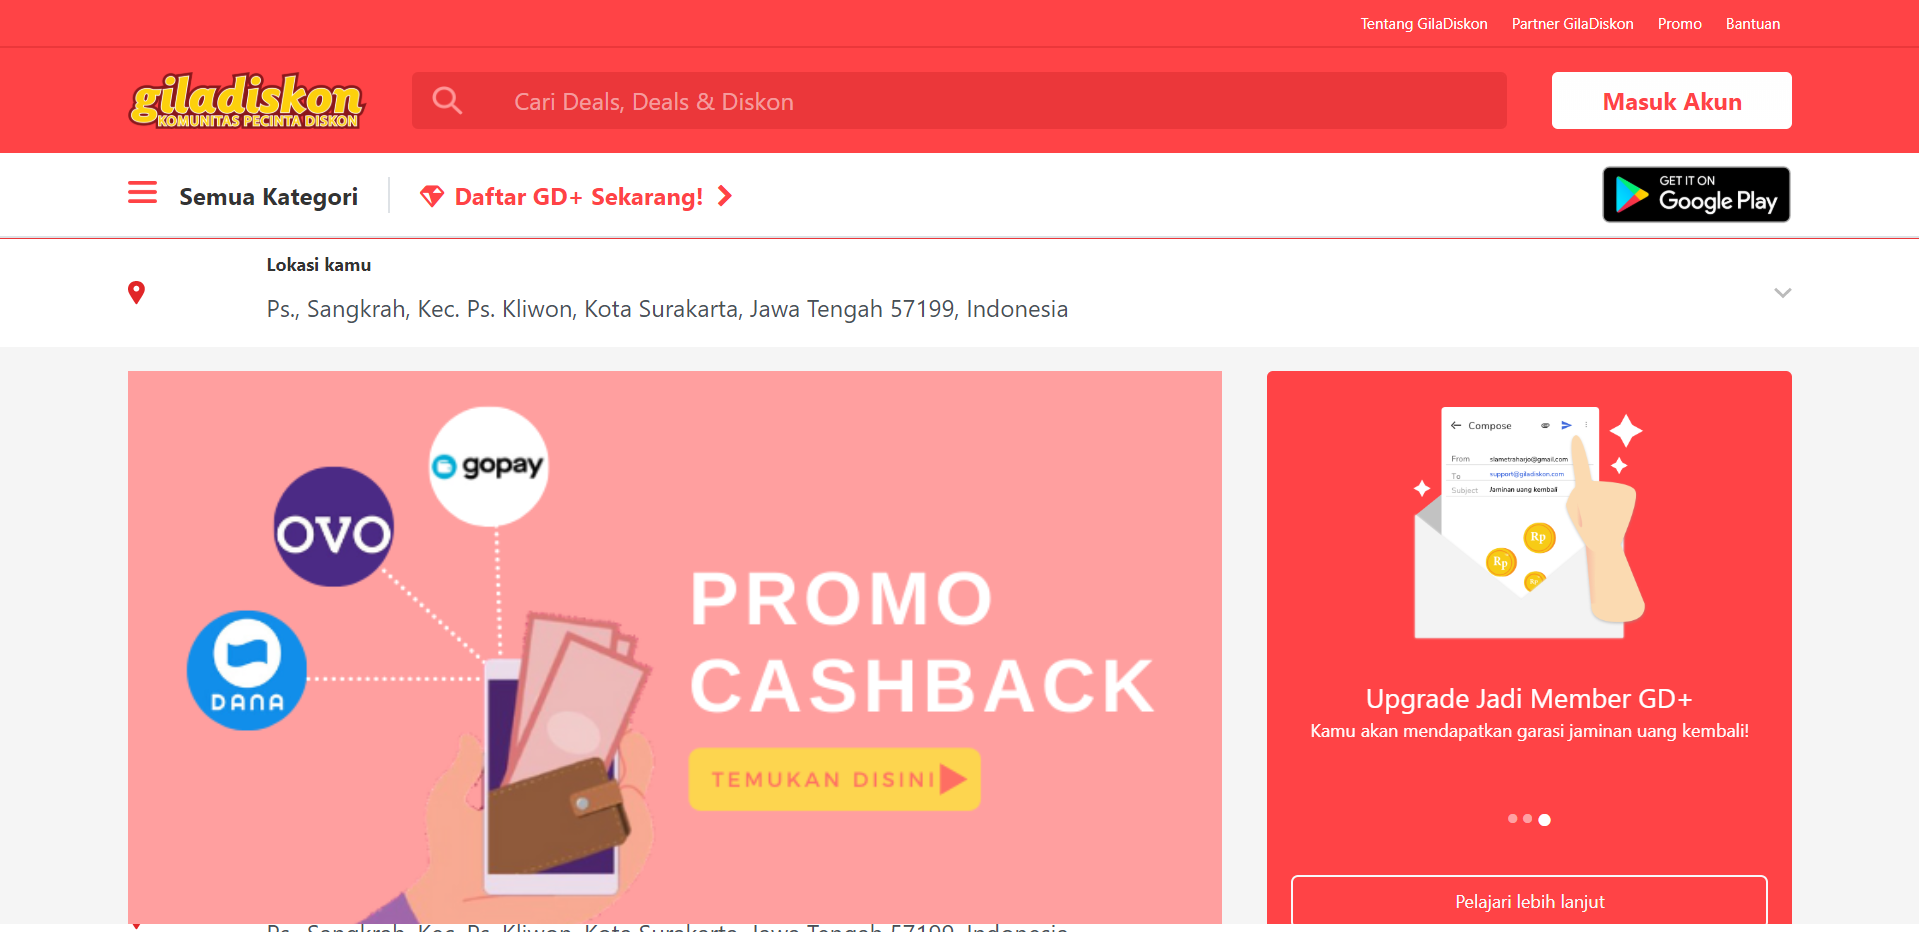 Tentang GilaDiskon Partner GilaDiskon Promo Bantuan
giladiskon
KOMUNITAS PECINTA DISKON
Cari Deals, Deals & Diskon
Masuk Akun
Semua Kategori
Daftar GD+ Sekarang!
GET IT ON
Google Play
Lokasi kamu
Ps., Sangkrah, Kec. Ps. Kliwon, Kota Surakarta, Jawa Tengah 57199, Indonesia
gopay
OVO
DANA
PROMO
CASHBACK
TEMUKAN DISINI
Compose
From slametraharjo@gmail.com
To support@giladiskon.com
Subject Jaminan uang kembali
Rp
Rp
Rp
Upgrade Jadi Member GD+
Kamu akan mendapatkan garasi jaminan uang kembali!
Pelajari lebih lanjut
Ps., Sangkrah, Kec. Ps. Kliwon, Kota Surakarta, Jawa Tengah 57199, Indonesia